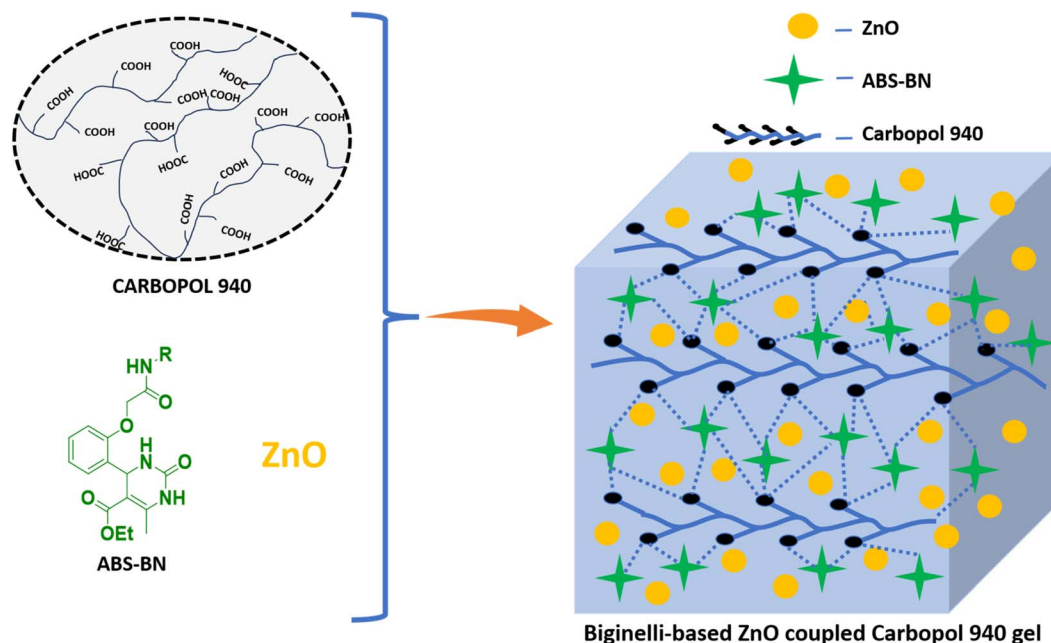 COOH
COOH
COOH
COOH
COOH
HOOC
COOH
COOH
COOH
COOH
COOH
HOOC
HOOC
COOH
COOH
COOH
COOH
HOOC
CARBOPOL 940
HN
R
O
O
H
N
O
NH
O
OEt
ABS-BN
ZnO
ZnO
ABS-BN
Carbopol 940
Biginelli-based ZnO coupled Carbopol 940 gel